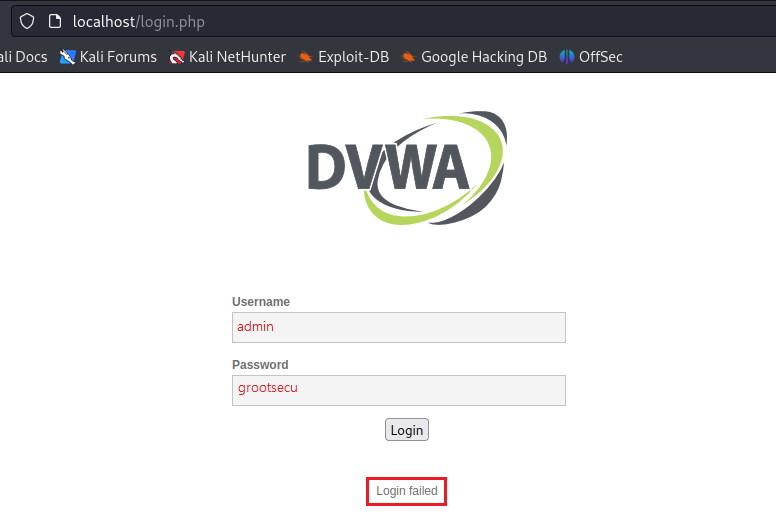 localhost/login.php
ali Docs Kali Forums Kali NetHunter Exploit-DB Google Hacking DB OffSec
DVWA
Username
admin
Password
grootsecu
Login
Login failed